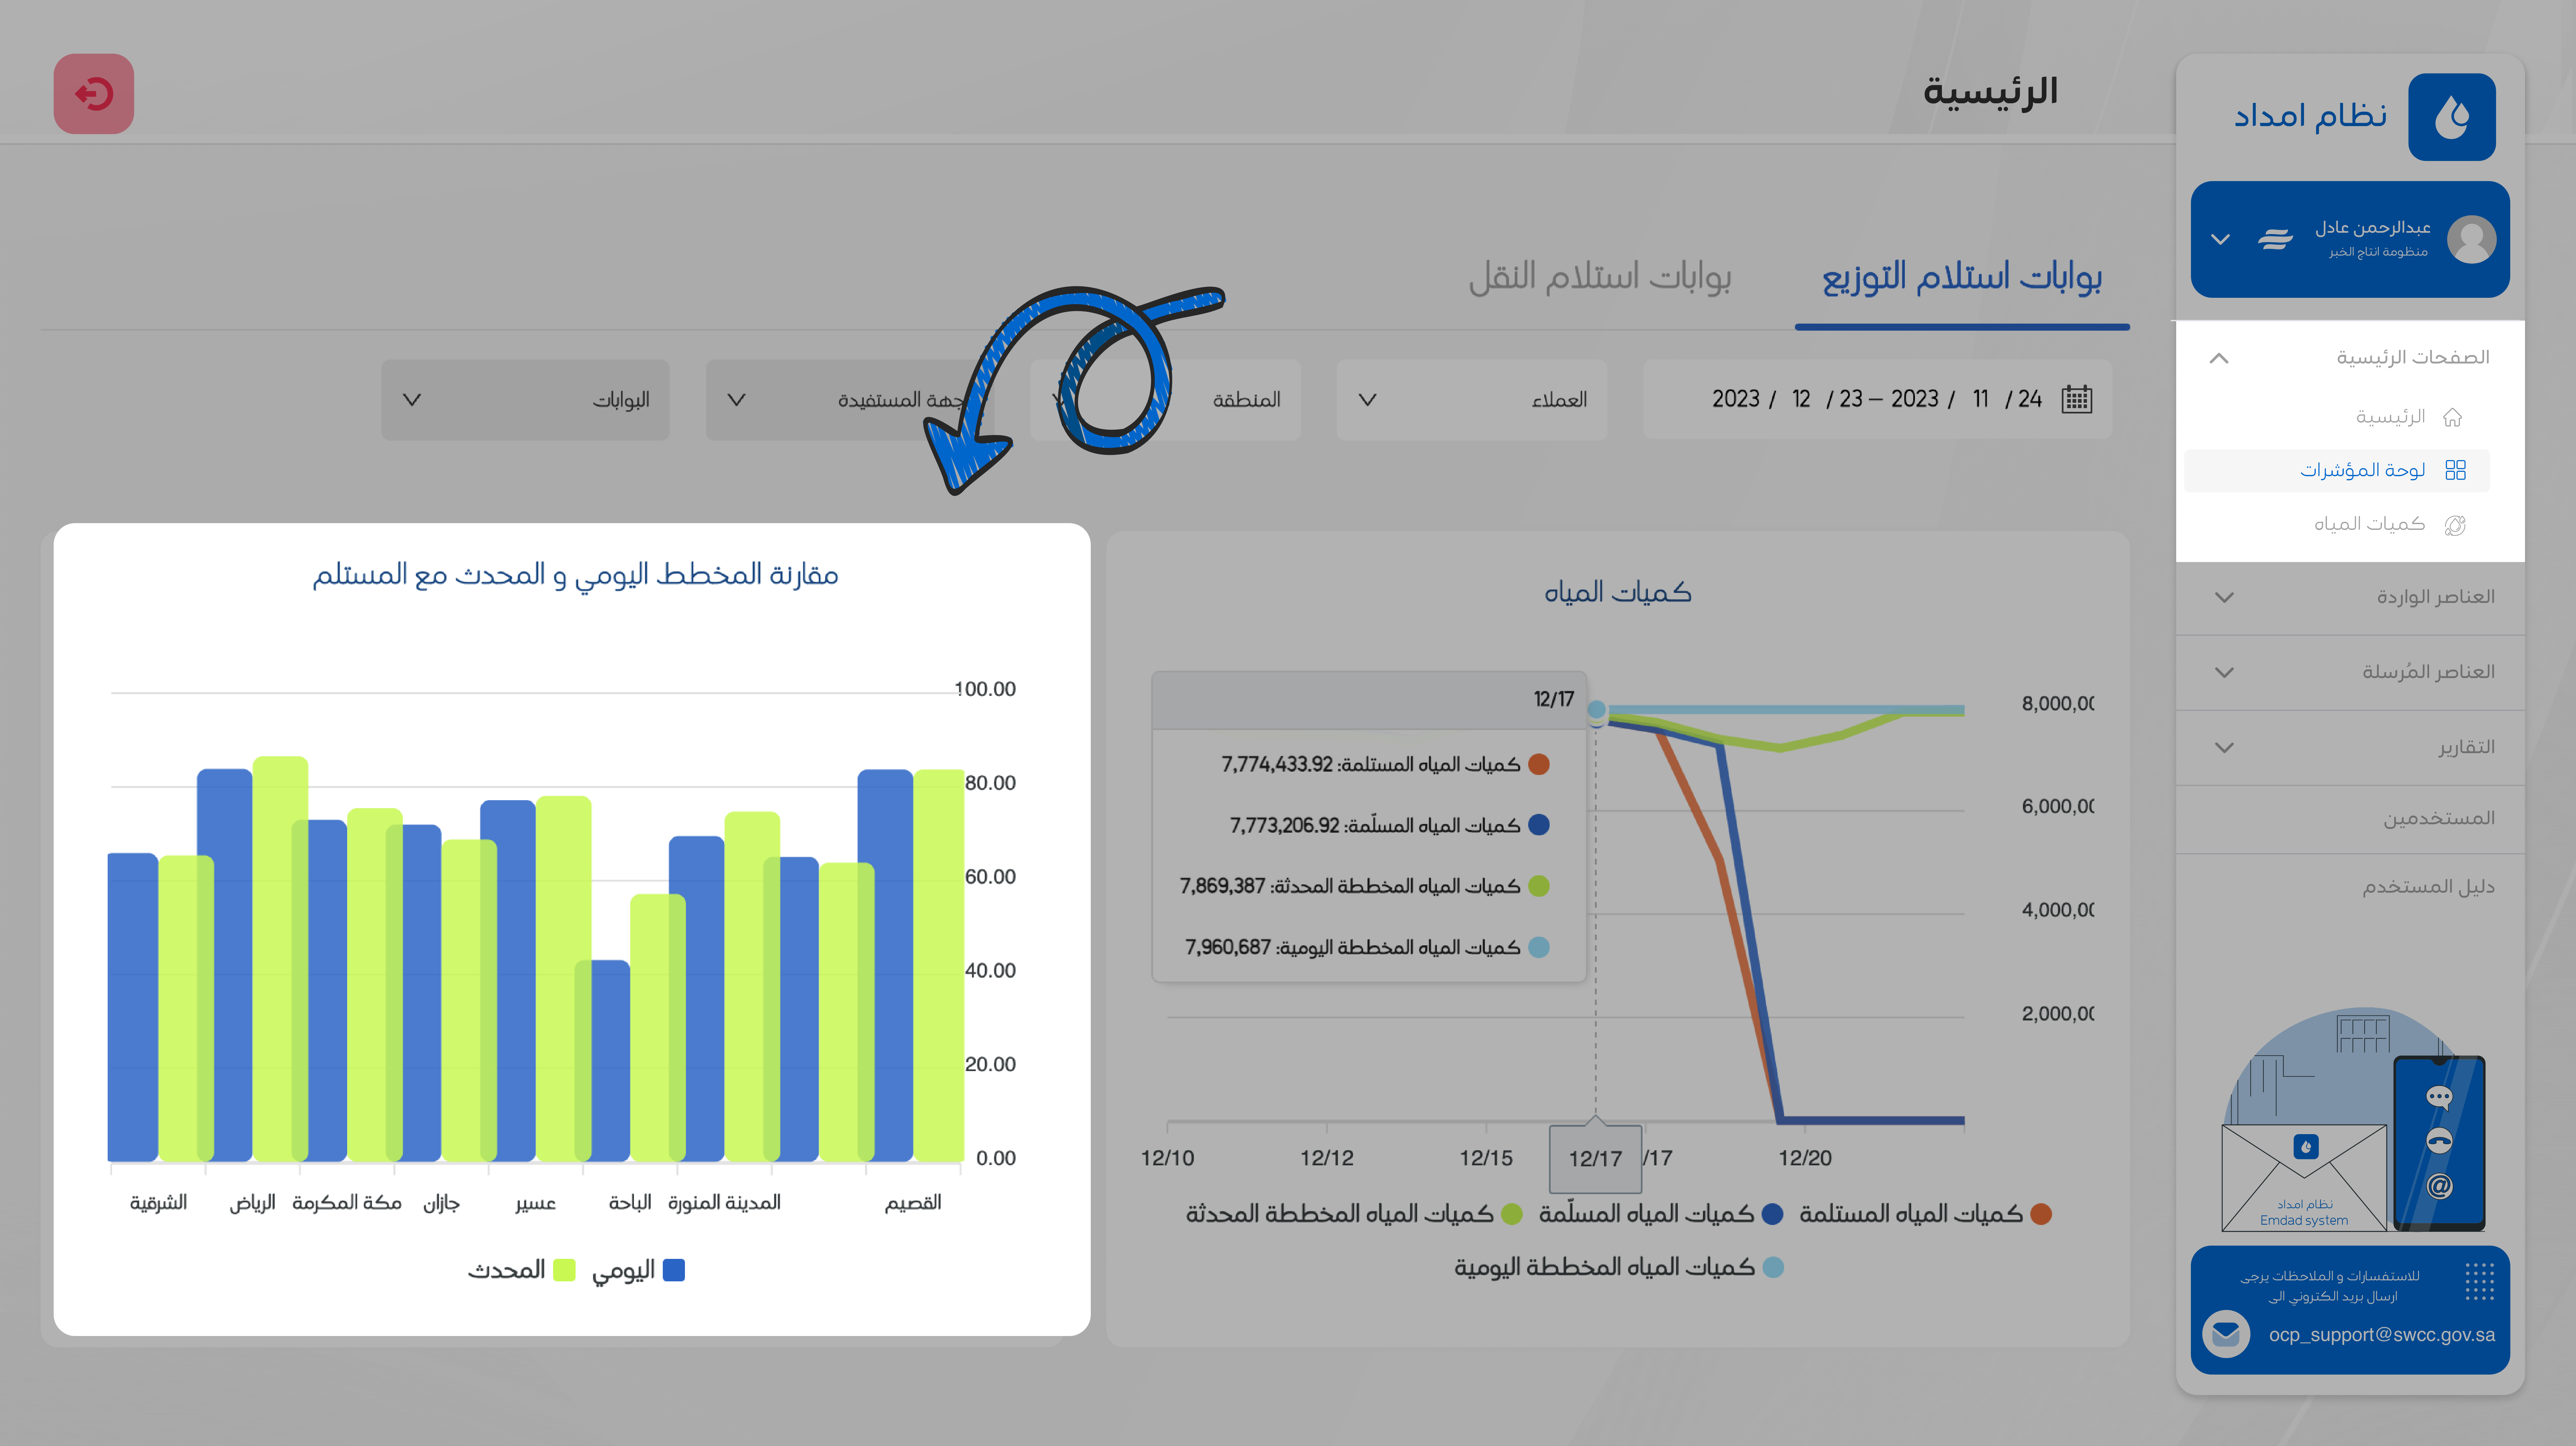 نظام امداد
الرئيسية
عبدالرحمن عادل
منظومة انتاج الخبر
الصفحات الرئيسية
الرئيسية
لوحة المؤشرات
كميات المياه
العناصر الواردة
العناصر المُرسلة
التقارير
المستخدمين
دليل المستخدم
نظام امداد
Emdad system
للاستفسارات و الملاحظات يرجى
ارسال بريد الكتروني الى
ocp_support@swcc.gov.sa
بوابات استلام التوزيع
بوابات استلام النقل
2023 / 12 / 23 – 2023 / 11 / 24
العملاء
المنطقة
جهة المستفيدة
البوابات
كميات المياه
8,000,00
6,000,00
4,000,00
2,000,00
12/17
كميات المياه المستلمة: 7,774,433.92
كميات المياه المسلّمة: 7,773,206.92
كميات المياه المخططة المحدثة: 7,869,387
كميات المياه المخططة اليومية: 7,960,687
12/10 12/12 12/15 12/17 /17 12/20
كميات المياه المستلمة كميات المياه المسلّمة كميات المياه المخططة المحدثة
كميات المياه المخططة اليومية
مقارنة المخطط اليومي و المحدث مع المستلم
100.00
80.00
60.00
40.00
20.00
0.00
الشرقية الرياض مكة المكرمة جازان عسير الباحة المدينة المنورة القصيم
اليومي المحدث